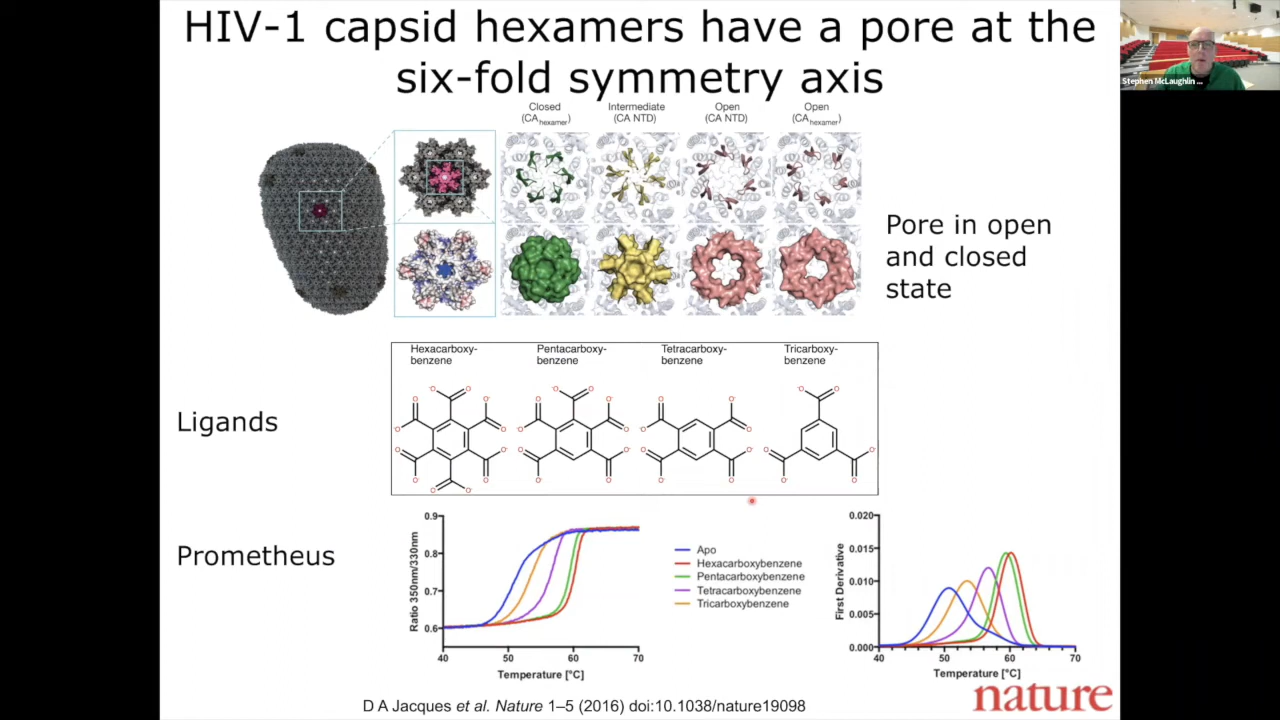 HIV-1 capsid hexamers have a pore at the
six-fold symmetry axis
Stephen McLaughlin ...
Closed
(CAhexamer)
Intermediate
(CA NTD)
Open
(CA NTD)
Open
(CAhexamer)
Pore in open
and closed
state
Ligands
Hexacarboxy-
benzene
Pentacarboxy-
benzene
Tetracarboxy-
benzene
Tricarboxy-
benzene
Prometheus
Ratio 350nm/330nm
0.9
0.8
0.7
0.6
40
50
60
70
Temperature [°C]
Apo
Hexacarboxybenzene
Pentacarboxybenzene
Tetracarboxybenzene
Tricarboxybenzene
First Derivative
0.020
0.015
0.010
0.005
0.000
40
50
60
70
Temperature [°C]
D A Jacques et al. Nature 1–5 (2016) doi:10.1038/nature19098
nature